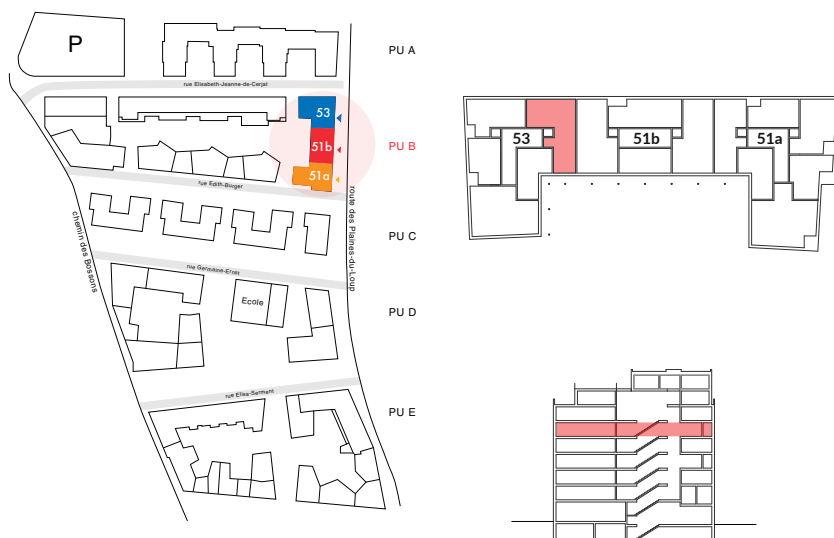 P
PU A
rue Elisabeth-Jeanne-de-Cerjat
53
51b
51a
PU B
rue Edith-Burger
route des Plaines-du-Loup
chemin des Bossons
PU C
rue Germaine-Ernst
Ecole
PU D
rue Elisa-Serment
PU E
53
51b
51a